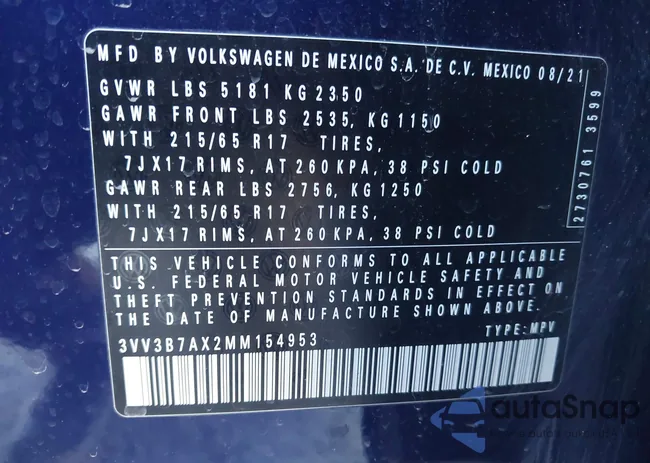 MFD BY VOLKSWAGEN DE MEXICO S.A. DE C.V. MEXICO 08/21
GVWR LBS 5181 KG 2350
GAWR FRONT LBS 2535, KG 1150
WITH 215/65 R17 TIRES,
7JX17 RIMS, AT 260 KPA, 38 PSI COLD
GAWR REAR LBS 2756, KG 1250
WITH 215/65 R17 TIRES,
7JX17 RIMS, AT 260 KPA, 38 PSI COLD
2730761 3599
THIS VEHICLE CONFORMS TO ALL APPLICABLE
U.S. FEDERAL MOTOR VEHICLE SAFETY AND
THEFT PREVENTION STANDARDS IN EFFECT ON
THE DATE OF MANUFACTURE SHOWN ABOVE.
3VV3B7AX2MM154953 TYPE: MPV
autoSnap